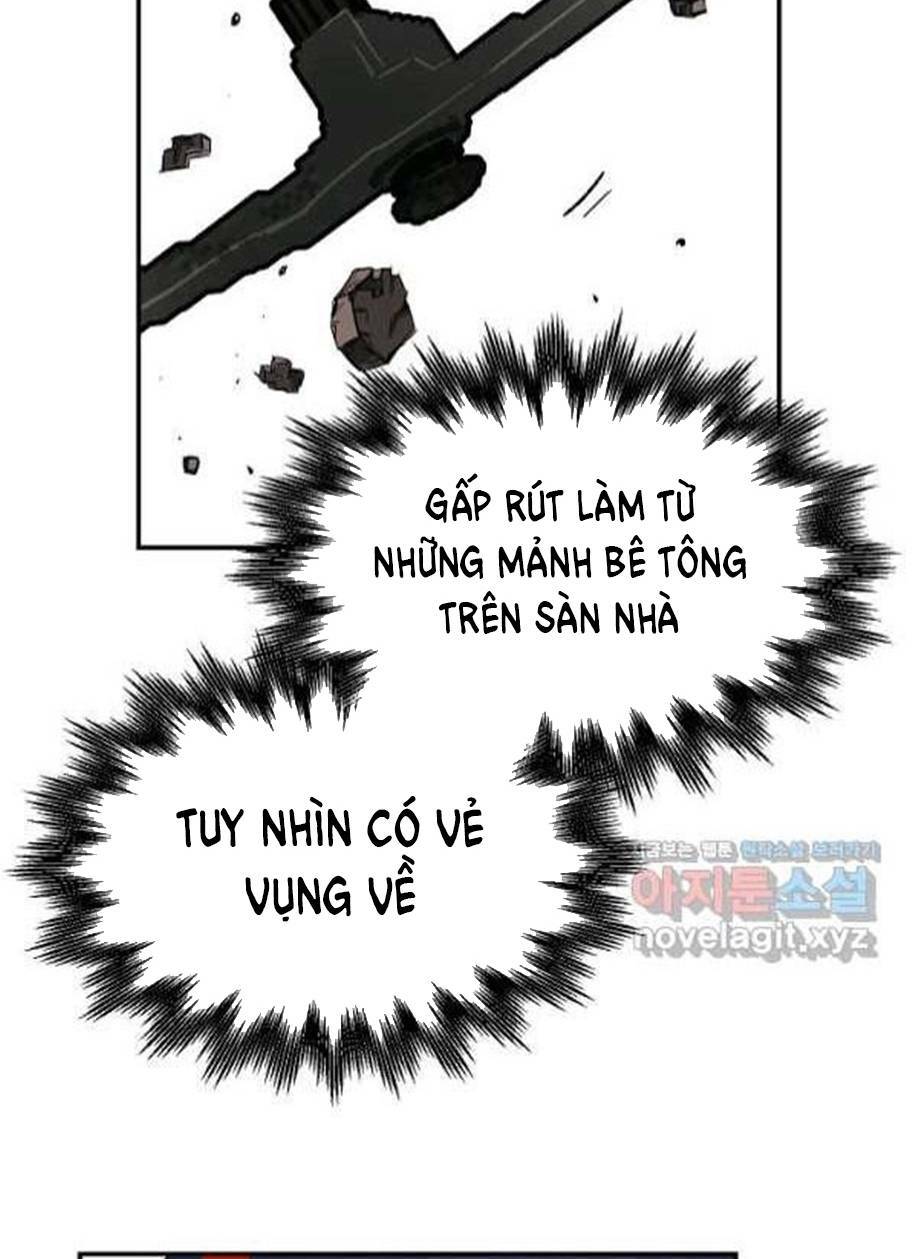 GẤP RÚT LÀM TỪ
NHỮNG MẢNH BÊ TÔNG
TRÊN SÀN NHÀ
TUY NHÌN CÓ VẺ
VỤNG VỀ
아지툰소설
novelagit.xyz